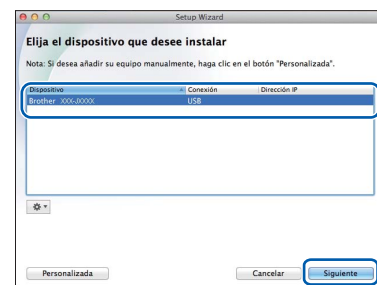 Setup Wizard
Elija el dispositivo que desee instalar
Nota: Si desea añadir su equipo manualmente, haga clic en el botón "Personalizada".
Dispositivo Conexión Dirección IP
Brother XXX-XXXX USB
Personalizada Cancelar Siguiente